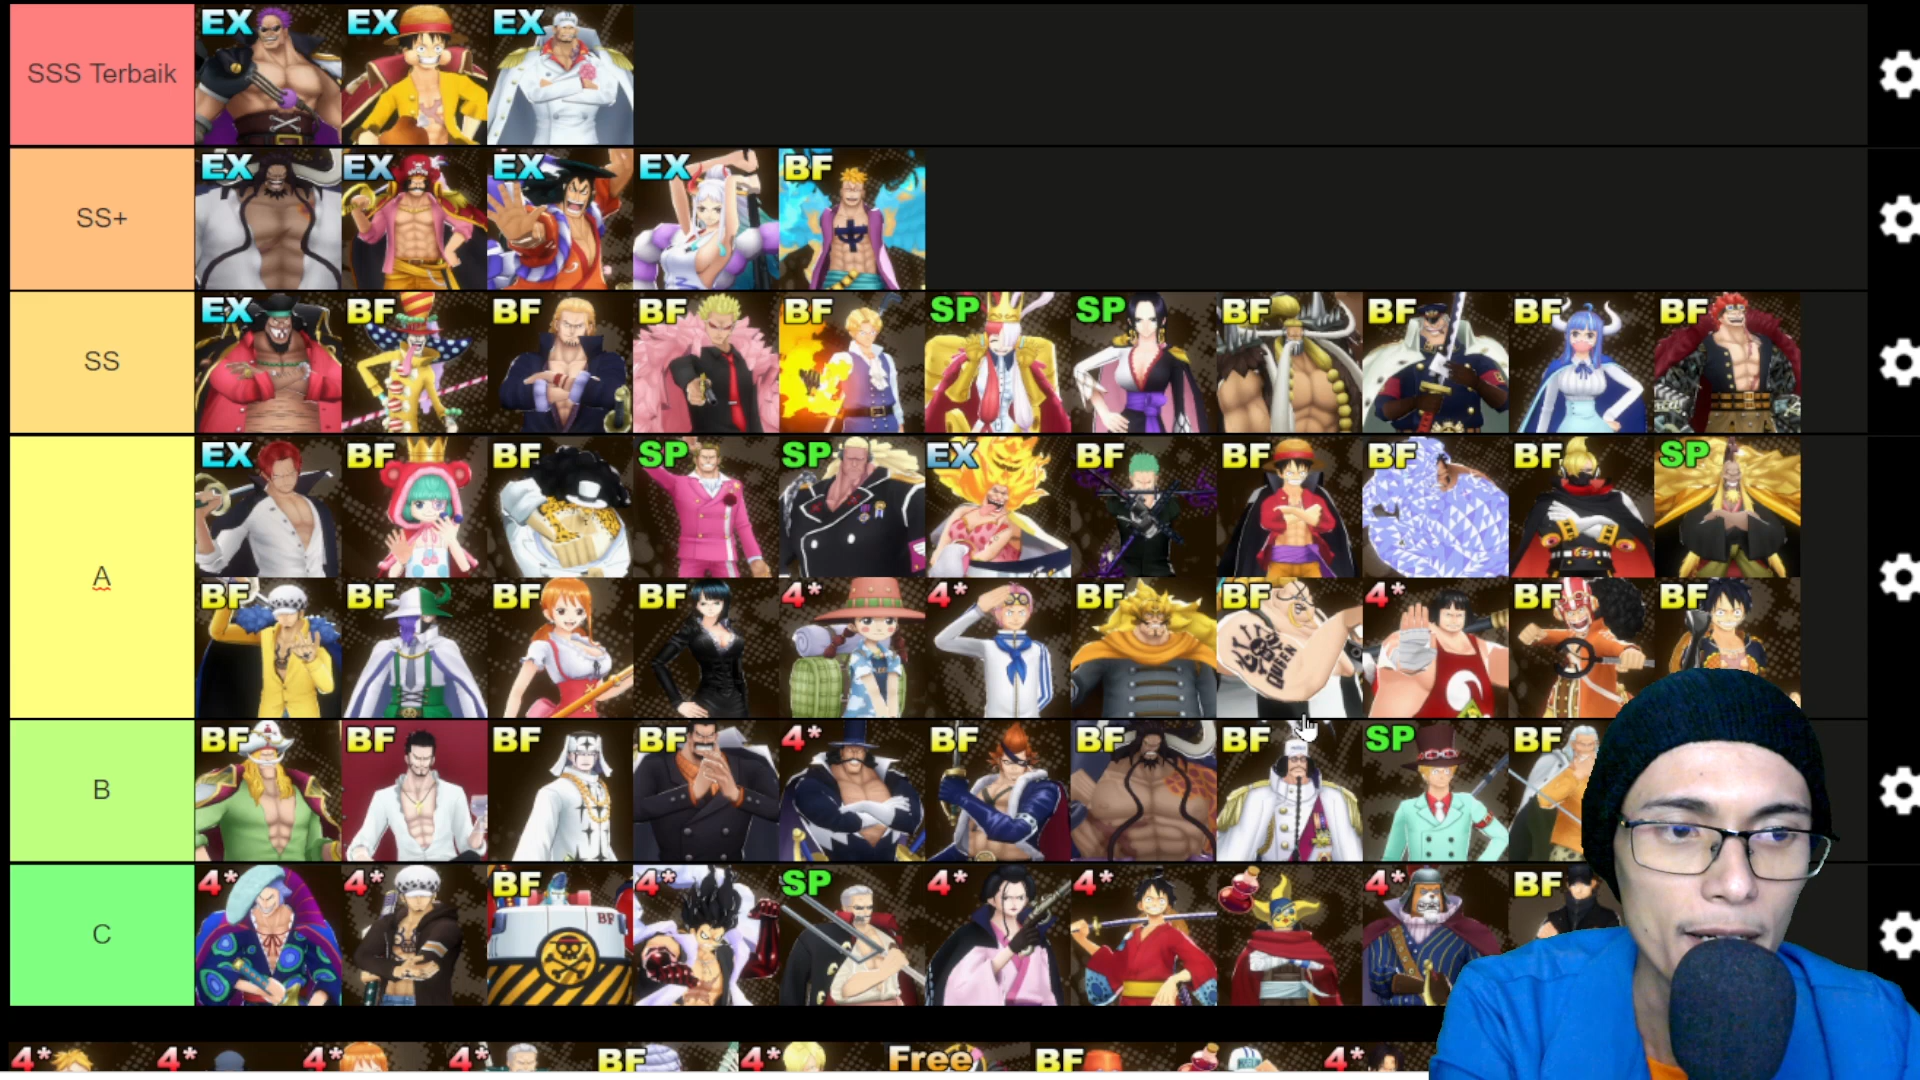 SSS Terbaik
EX EX EX
SS+
EX EX EX EX BF
SS
EX BF BF BF BF SP SP BF BF BF BF
A
EX BF BF SP SP EX BF BF BF BF SP
BF BF BF BF 4* 4* BF BF 4* BF BF
B
BF BF BF BF 4* BF BF BF SP BF
C
4* 4* BF 4* SP 4* 4* 4* BF
BF
4* 4* 4* 4* BF 4* Free BF 4*